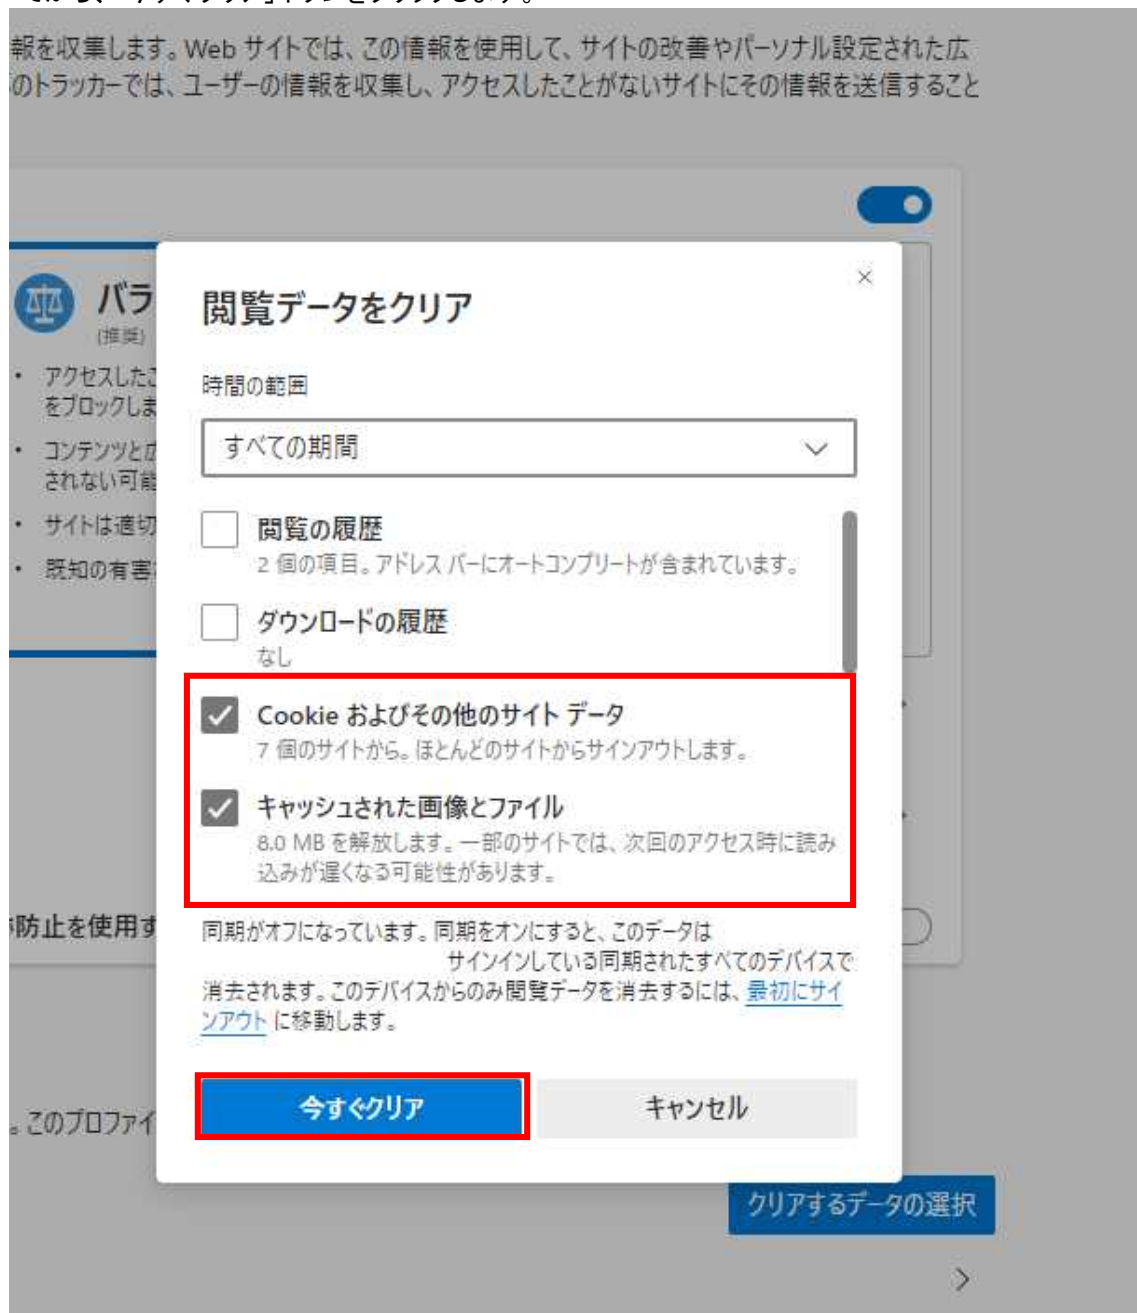 報を収集します。Web サイトでは、この情報を使用して、サイトの改善やパーソナル設定された広
のトラッカーでは、ユーザーの情報を収集し、アクセスしたことがないサイトにその情報を送信すること
閲覧データをクリア
バラ
(推奨)
• アクセスしたこ
をブロックしま
• コンテンツと広
されない可能
• サイトは適切
• 既知の有害
時間の範囲
すべての期間
閲覧の履歴
2 個の項目。アドレス バーにオートコンプリートが含まれています。
ダウンロードの履歴
なし
Cookie およびその他のサイト データ
7 個のサイトから。ほとんどのサイトからサインアウトします。
キャッシュされた画像とファイル
8.0 MB を解放します。一部のサイトでは、次回のアクセス時に読み
込みが遅くなる可能性があります。
防止を使用す
同期がオフになっています。同期をオンにすると、このデータは
サインインしている同期されたすべてのデバイスで
消去されます。このデバイスからのみ閲覧データを消去するには、最初にサイ
ンアウト に移動します。
今すぐクリア
キャンセル
。このプロファイ
クリアするデータの選択